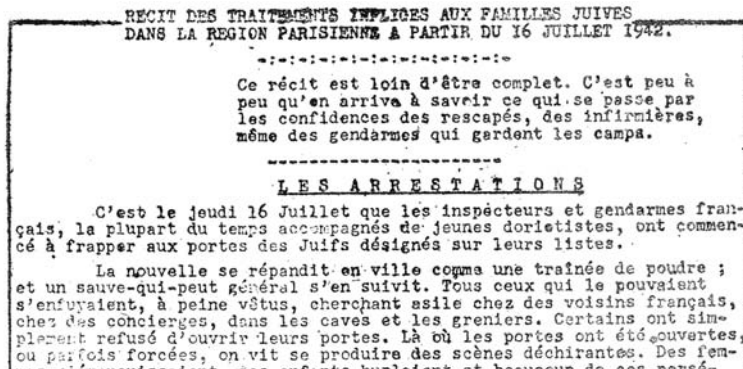 RECIT DES TRAITEMENTS INFLIGES AUX FAMILLES JUIVES
DANS LA REGION PARISIENNE A PARTIR DU 16 JUILLET 1942.
Ce récit est loin d'être complet. C'est peu à
peu qu'on arrive à savoir ce qui se passe par
les confidences des rescapés, des infirmières,
même des gendarmes qui gardent les camps.
LES ARRESTATIONS
C'est le jeudi 16 Juillet que les inspecteurs et gendarmes fran-
çais, la plupart du temps accompagnés de jeunes doriotistes, ont commen-
cé à frapper aux portes des Juifs désignés sur leurs listes.
La nouvelle se répandit en ville comme une traînée de poudre ;
et un sauve-qui-peut général s'en suivit. Tous ceux qui le pouvaient
s'enfuyaient, à peine vêtus, cherchant asile chez des voisins français,
chez des concierges, dans les caves et les greniers. Certains ont sim-
plement refusé d'ouvrir leurs portes. Là où les portes ont été ouvertes,
ou parfois forcées, on vit se produire des scènes déchirantes. Des fem-
des enfants hurlaient et beaucoup de ces